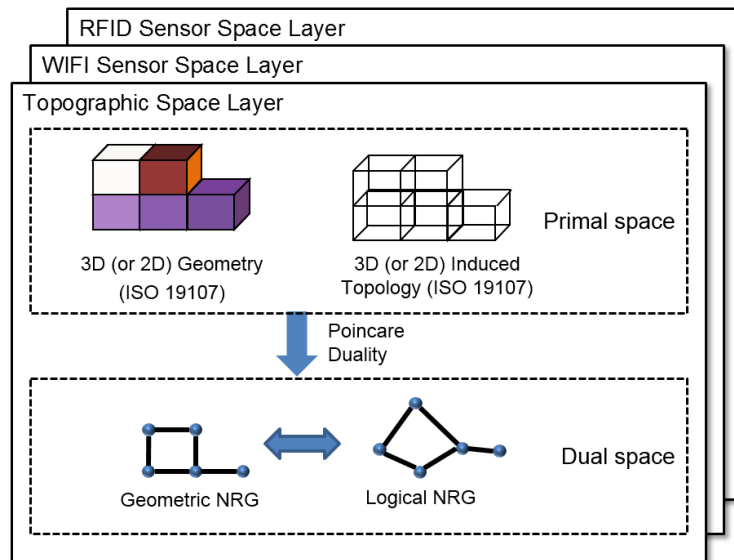 RFID Sensor Space Layer
WIFI Sensor Space Layer
Topographic Space Layer
Primal space
3D (or 2D) Geometry
(ISO 19107)
3D (or 2D) Induced
Topology (ISO 19107)
Poincare
Duality
Dual space
Geometric NRG
Logical NRG